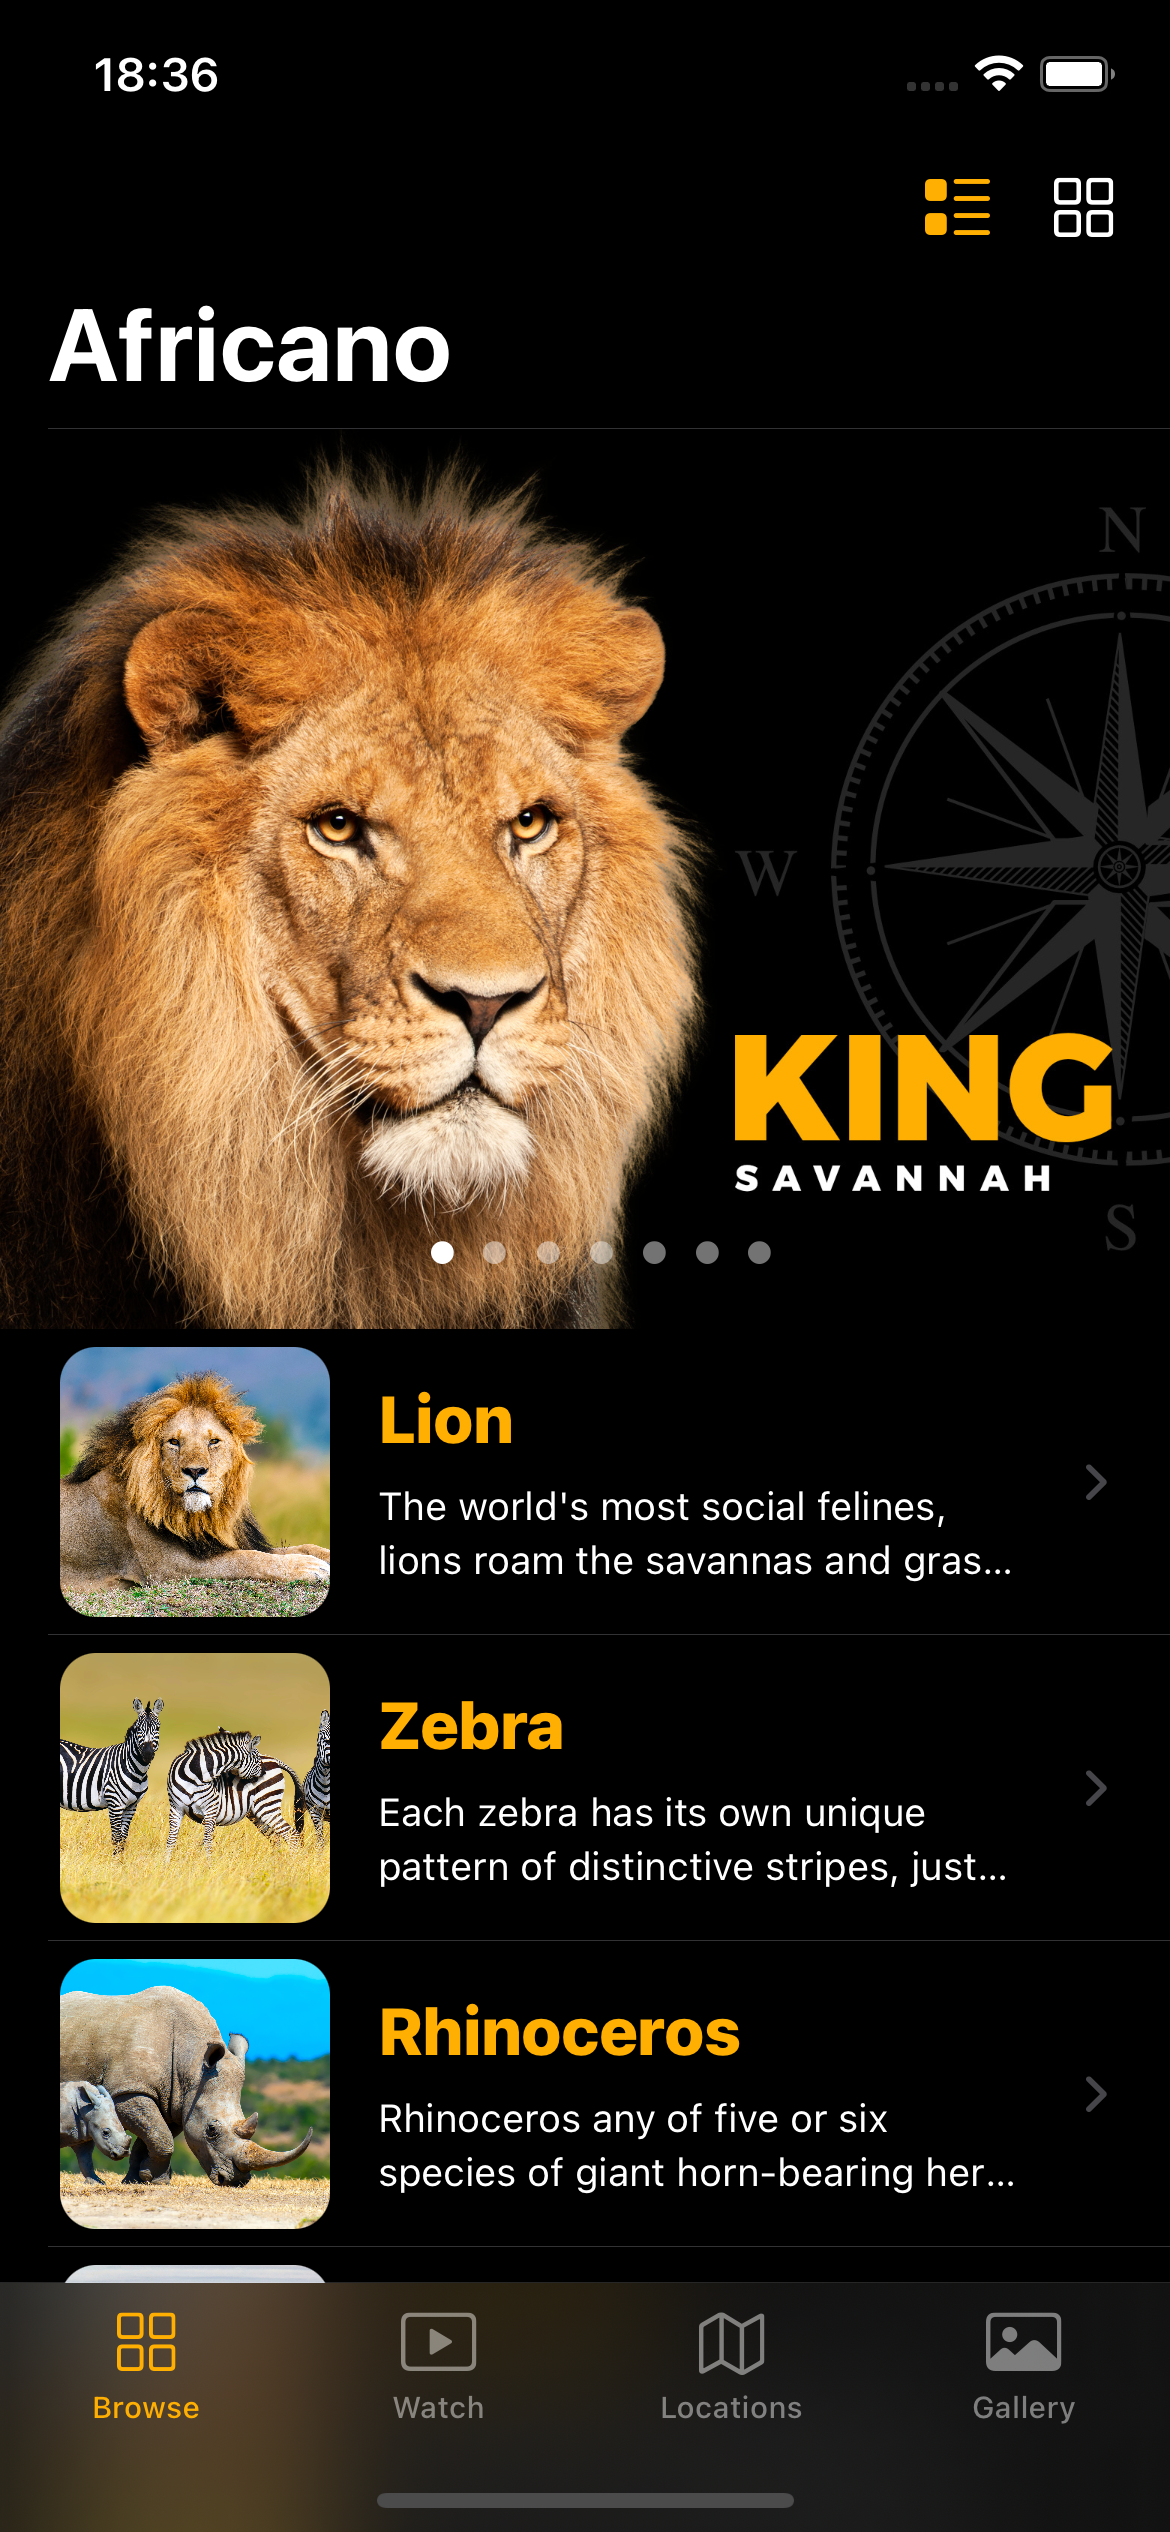 18:36
Africano
N
W
KING
SAVANNAH
S
Lion
The world's most social felines,
lions roam the savannas and gras...
Zebra
Each zebra has its own unique
pattern of distinctive stripes, just...
Rhinoceros
Rhinoceros any of five or six
species of giant horn-bearing her...
Browse
Watch
Locations
Gallery